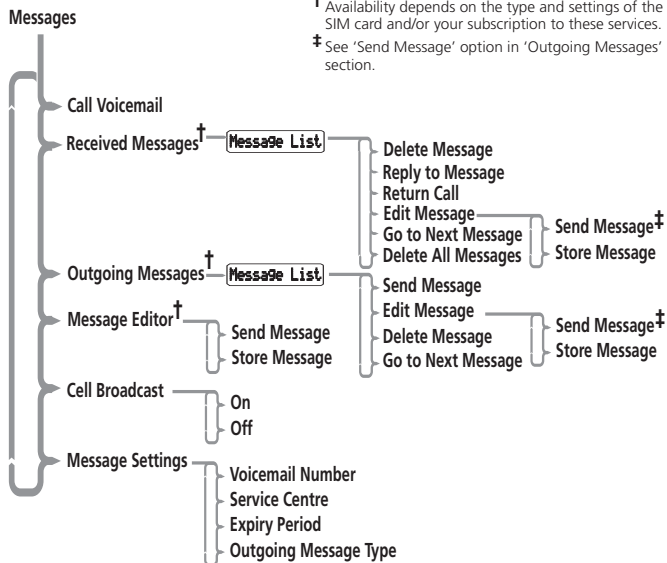 Messages
† Availability depends on the type and settings of the
SIM card and/or your subscription to these services.
‡ See 'Send Message' option in 'Outgoing Messages'
section.
Call Voicemail
Received Messages†
Message List
Delete Message
Reply to Message
Return Call
Edit Message
Go to Next Message
Delete All Messages
Send Message‡
Store Message
Outgoing Messages†
Message List
Send Message
Edit Message
Delete Message
Go to Next Message
Send Message‡
Store Message
Message Editor†
Send Message
Store Message
Cell Broadcast
On
Off
Message Settings
Voicemail Number
Service Centre
Expiry Period
Outgoing Message Type